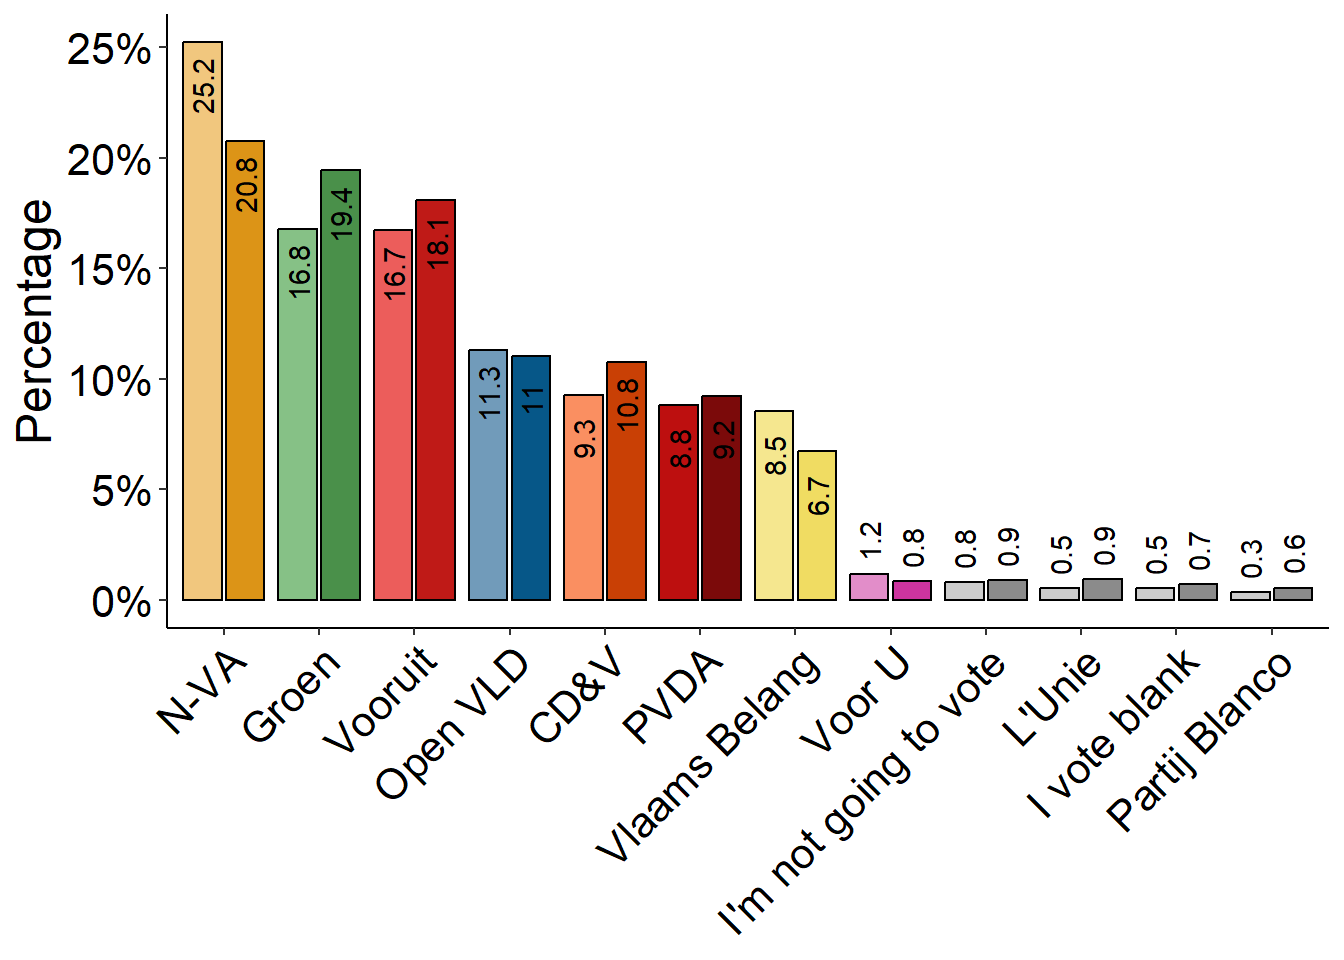 Percentage
25%
20%
15%
10%
5%
0%
25.2
20.8
16.8
19.4
16.7
18.1
11.3
11
9.3
10.8
8.8
9.2
8.5
6.7
1.2
0.8
0.8
0.9
0.5
0.9
0.5
0.7
0.3
0.6
N-VA
Groen
Vooruit
Open VLD
CD&V
PVDA
Vlaams Belang
Voor U
I'm not going to vote
L'Unie
I vote blank
Partij Blanco